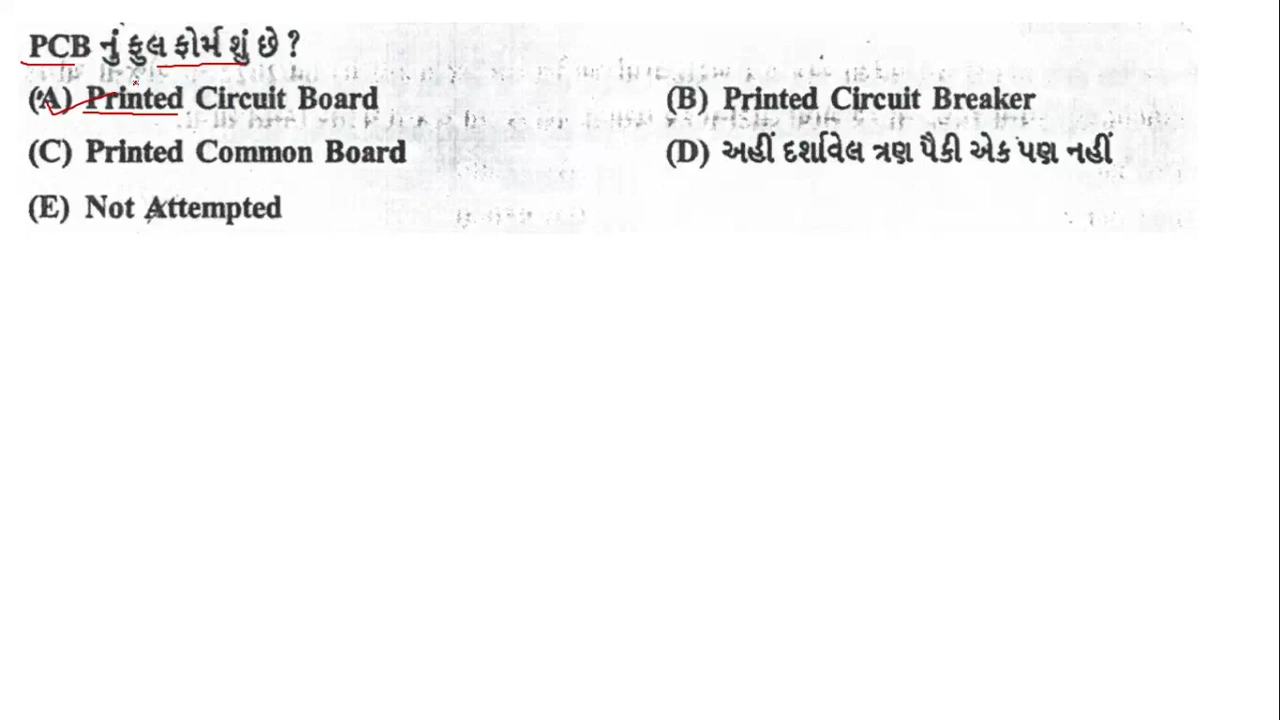 PCB નું ફુલ ફોર્મ શું છે ?
(A) Printed Circuit Board (B) Printed Circuit Breaker
(C) Printed Common Board (D) અહીં દર્શાવેલ ત્રણ પૈકી એક પણ નહીં
(E) Not Attempted